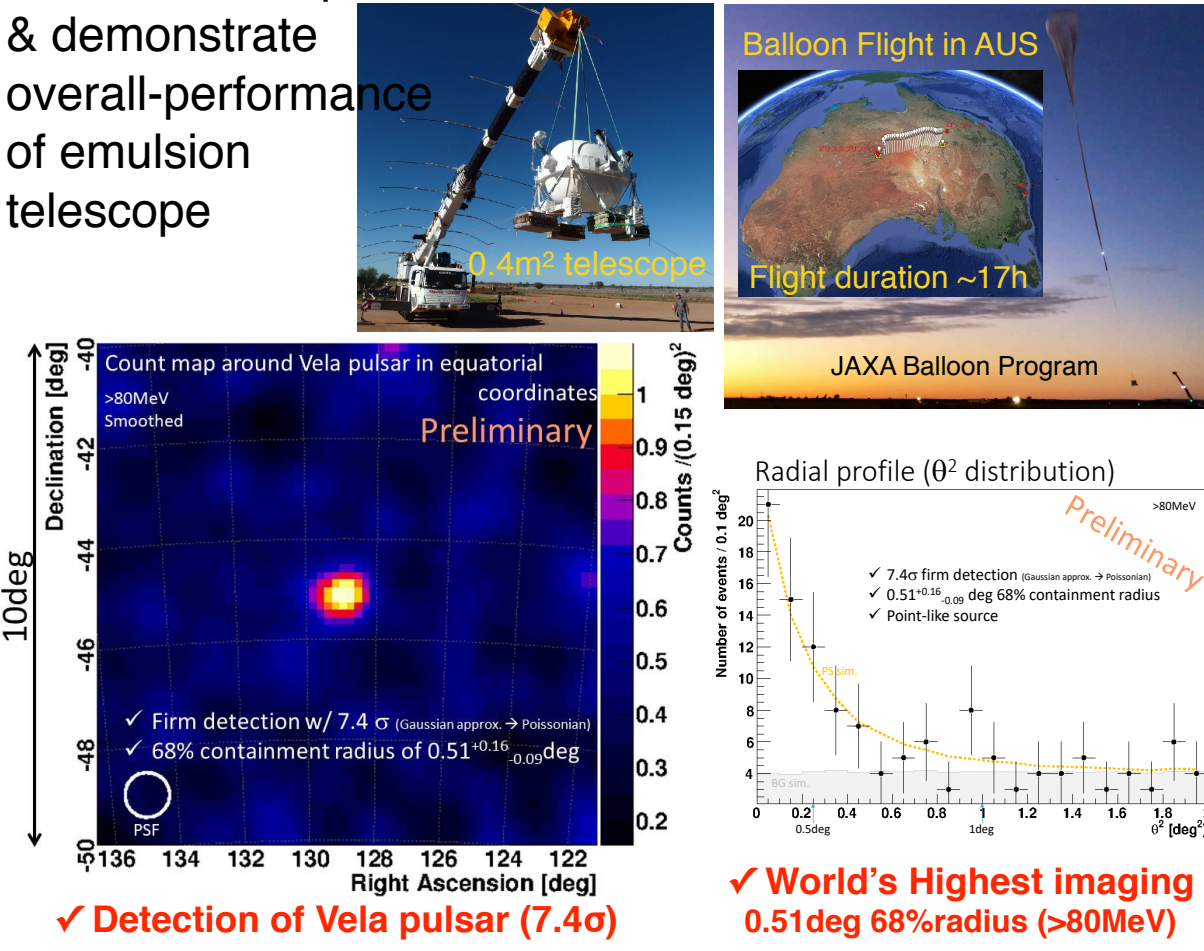 & demonstrate
overall-performance
of emulsion
telescope
0.4m² telescope
Balloon Flight in AUS
Flight duration ~17h
JAXA Balloon Program
Count map around Vela pulsar in equatorial
coordinates
>80MeV
Smoothed
Preliminary
Declination [deg]
10deg
-40
-42
-44
-46
-48
-50
✓ Firm detection w/ 7.4 σ (Gaussian approx. → Poissonian)
✓ 68% containment radius of 0.51+0.16-0.09deg
PSF
136 134 132 130 128 126 124 122
Right Ascension [deg]
1
0.9
0.8
0.7
0.6
0.5
0.4
0.3
0.2
Counts /(0.15 deg)²
✓ Detection of Vela pulsar (7.4σ)
Radial profile (θ² distribution)
Number of events / 0.1 deg²
20
18
16
14
12
10
8
6
4
>80MeV
Preliminary
✓ 7.4σ firm detection (Gaussian approx. → Poissonian)
✓ 0.51+0.16-0.09 deg 68% containment radius
✓ Point-like source
PS sim.
BG sim.
0 0.2 0.4 0.6 0.8 1 1.2 1.4 1.6 1.8
0.5deg 1deg
θ² [deg²
✓ World's Highest imaging
0.51deg 68%radius (>80MeV)